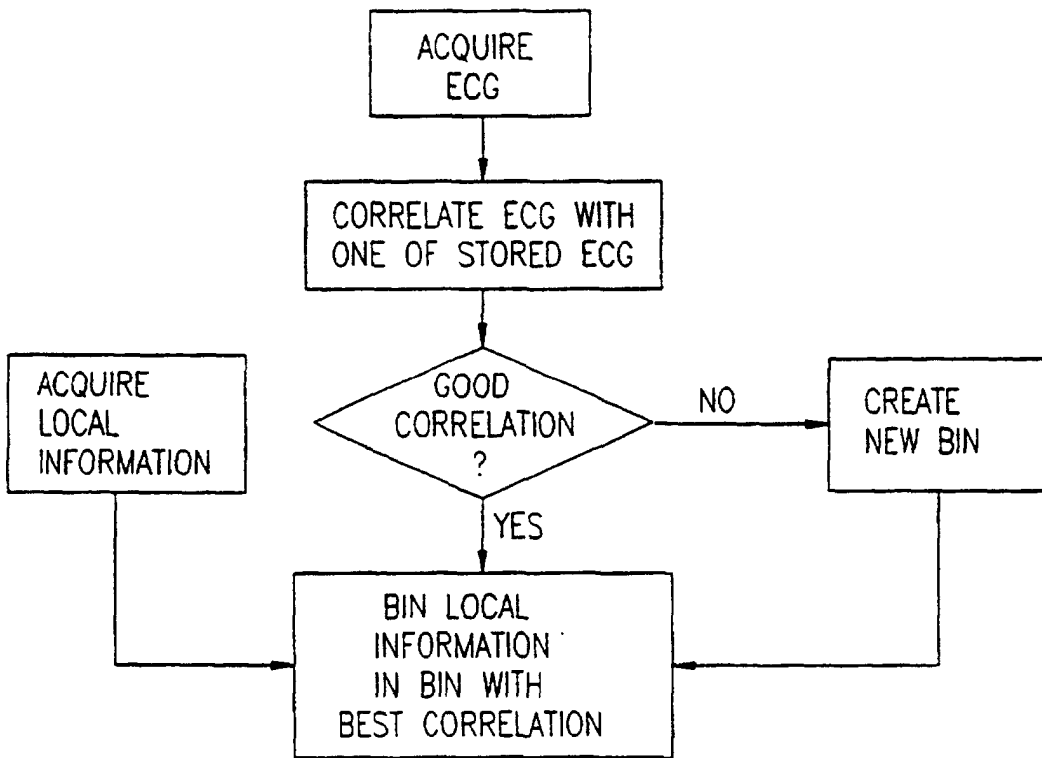 ACQUIRE
ECG
CORRELATE ECG WITH
ONE OF STORED ECG
ACQUIRE
LOCAL
INFORMATION
GOOD
CORRELATION
?
NO
CREATE
NEW BIN
YES
BIN LOCAL
INFORMATION
IN BIN WITH
BEST CORRELATION